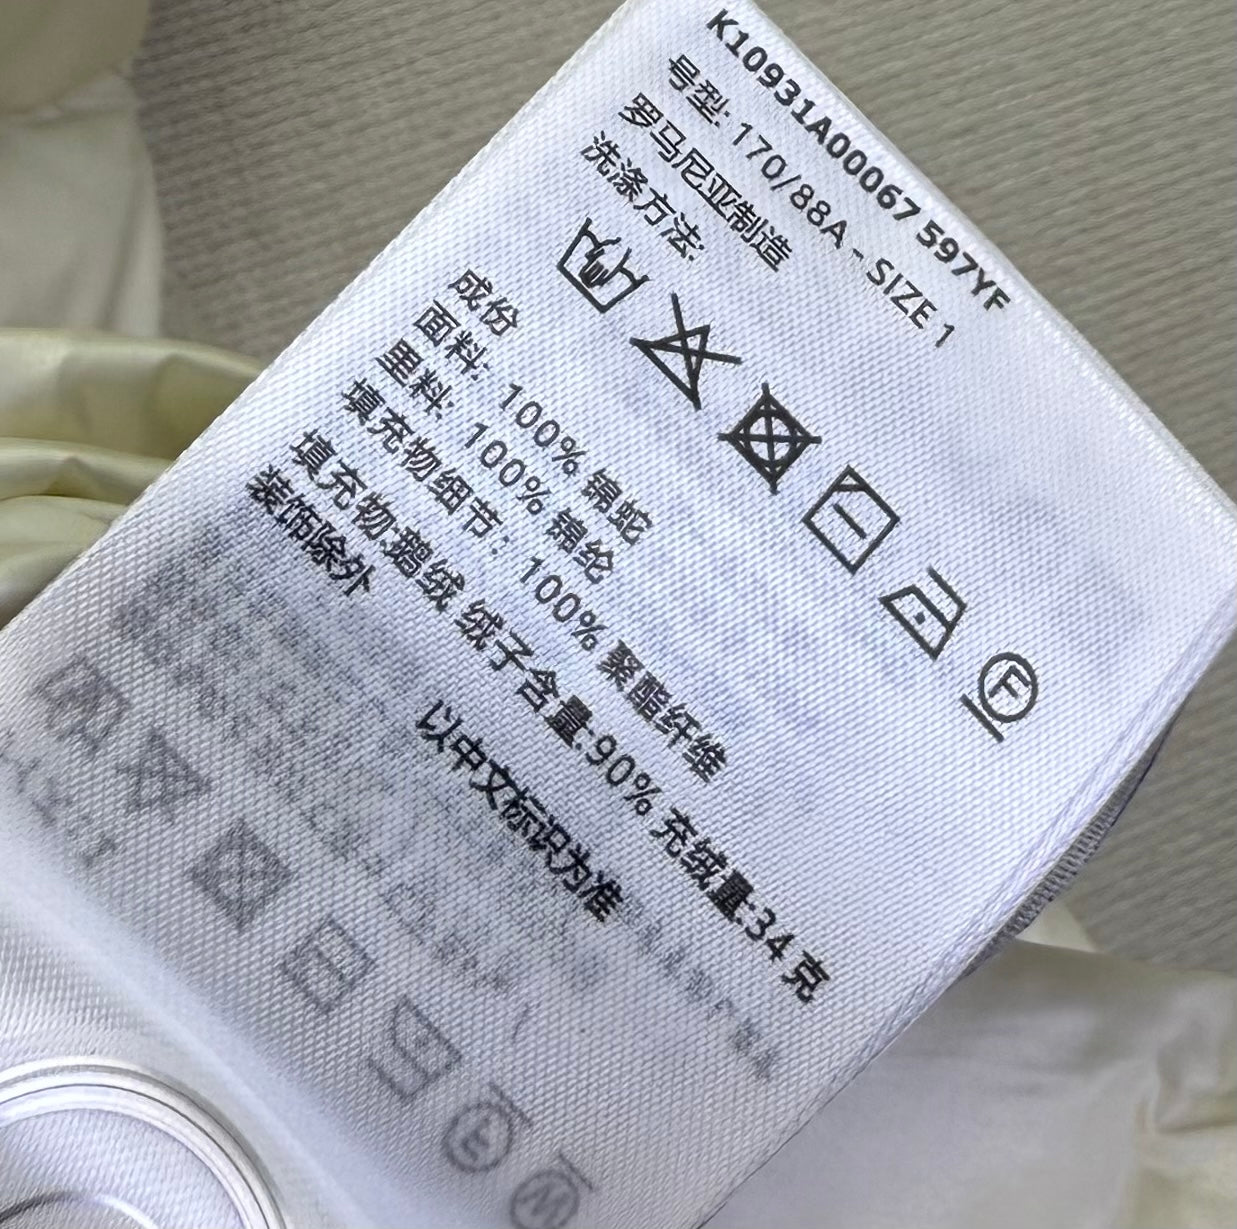 K10931A00067 597YF
号型: 170/88A - SIZE 1
罗马尼亚制造
洗涤方法:
F
成份
面料: 100% 锦蛇
里料: 100% 锦纶
填充物细节: 100% 聚酯纤维
填充物:鹅绒 绒子含量:90% 充绒量:34 克
装饰除外
以中文标识为准